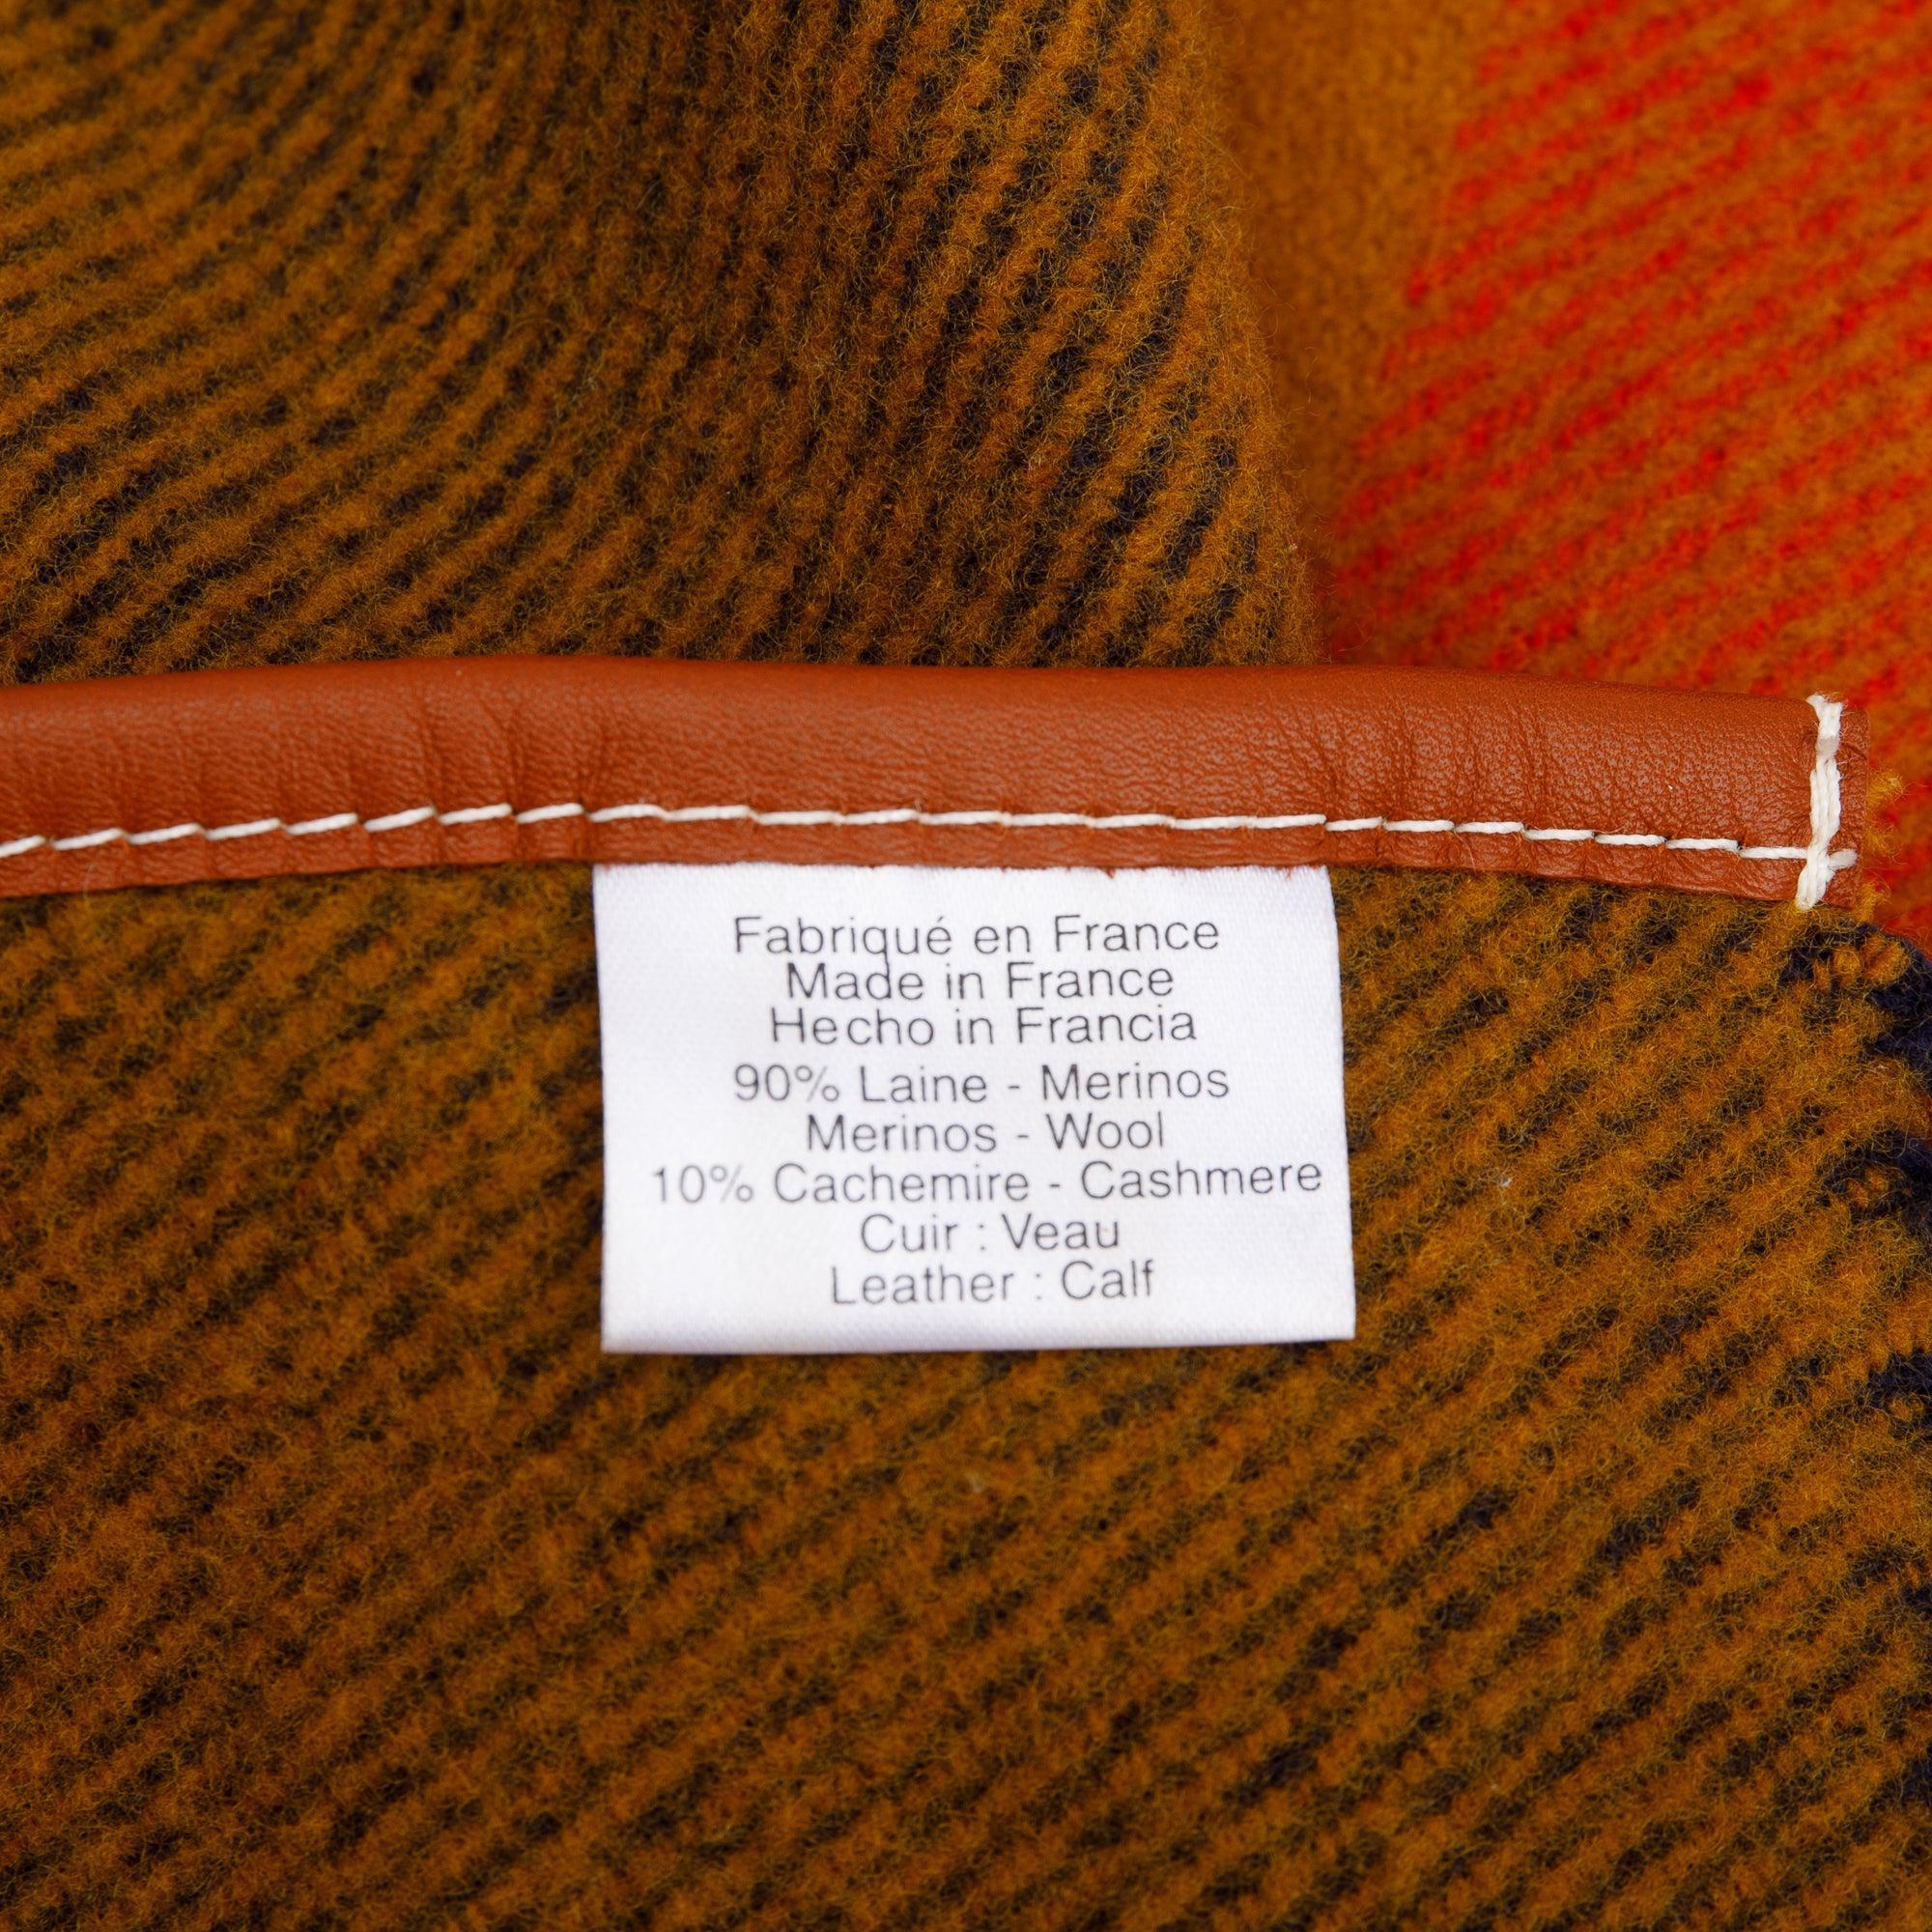 Fabriqué en France
Made in France
Hecho in Francia
90% Laine - Merinos
Merinos - Wool
10% Cachemire - Cashmere
Cuir : Veau
Leather : Calf